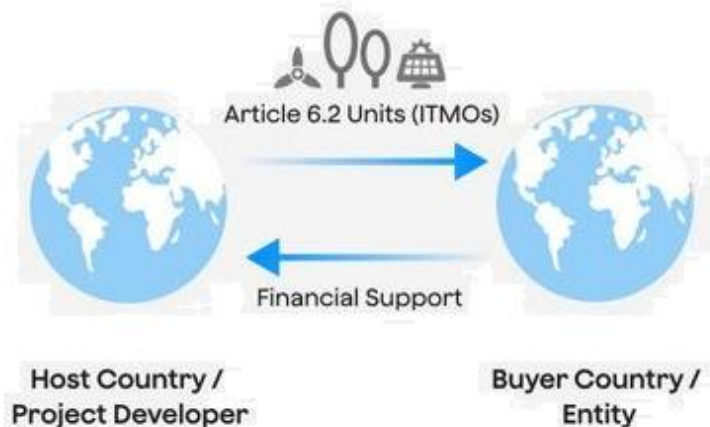 Article 6.2 Units (ITMOs)
Financial Support
Host Country /
Project Developer
Buyer Country /
Entity